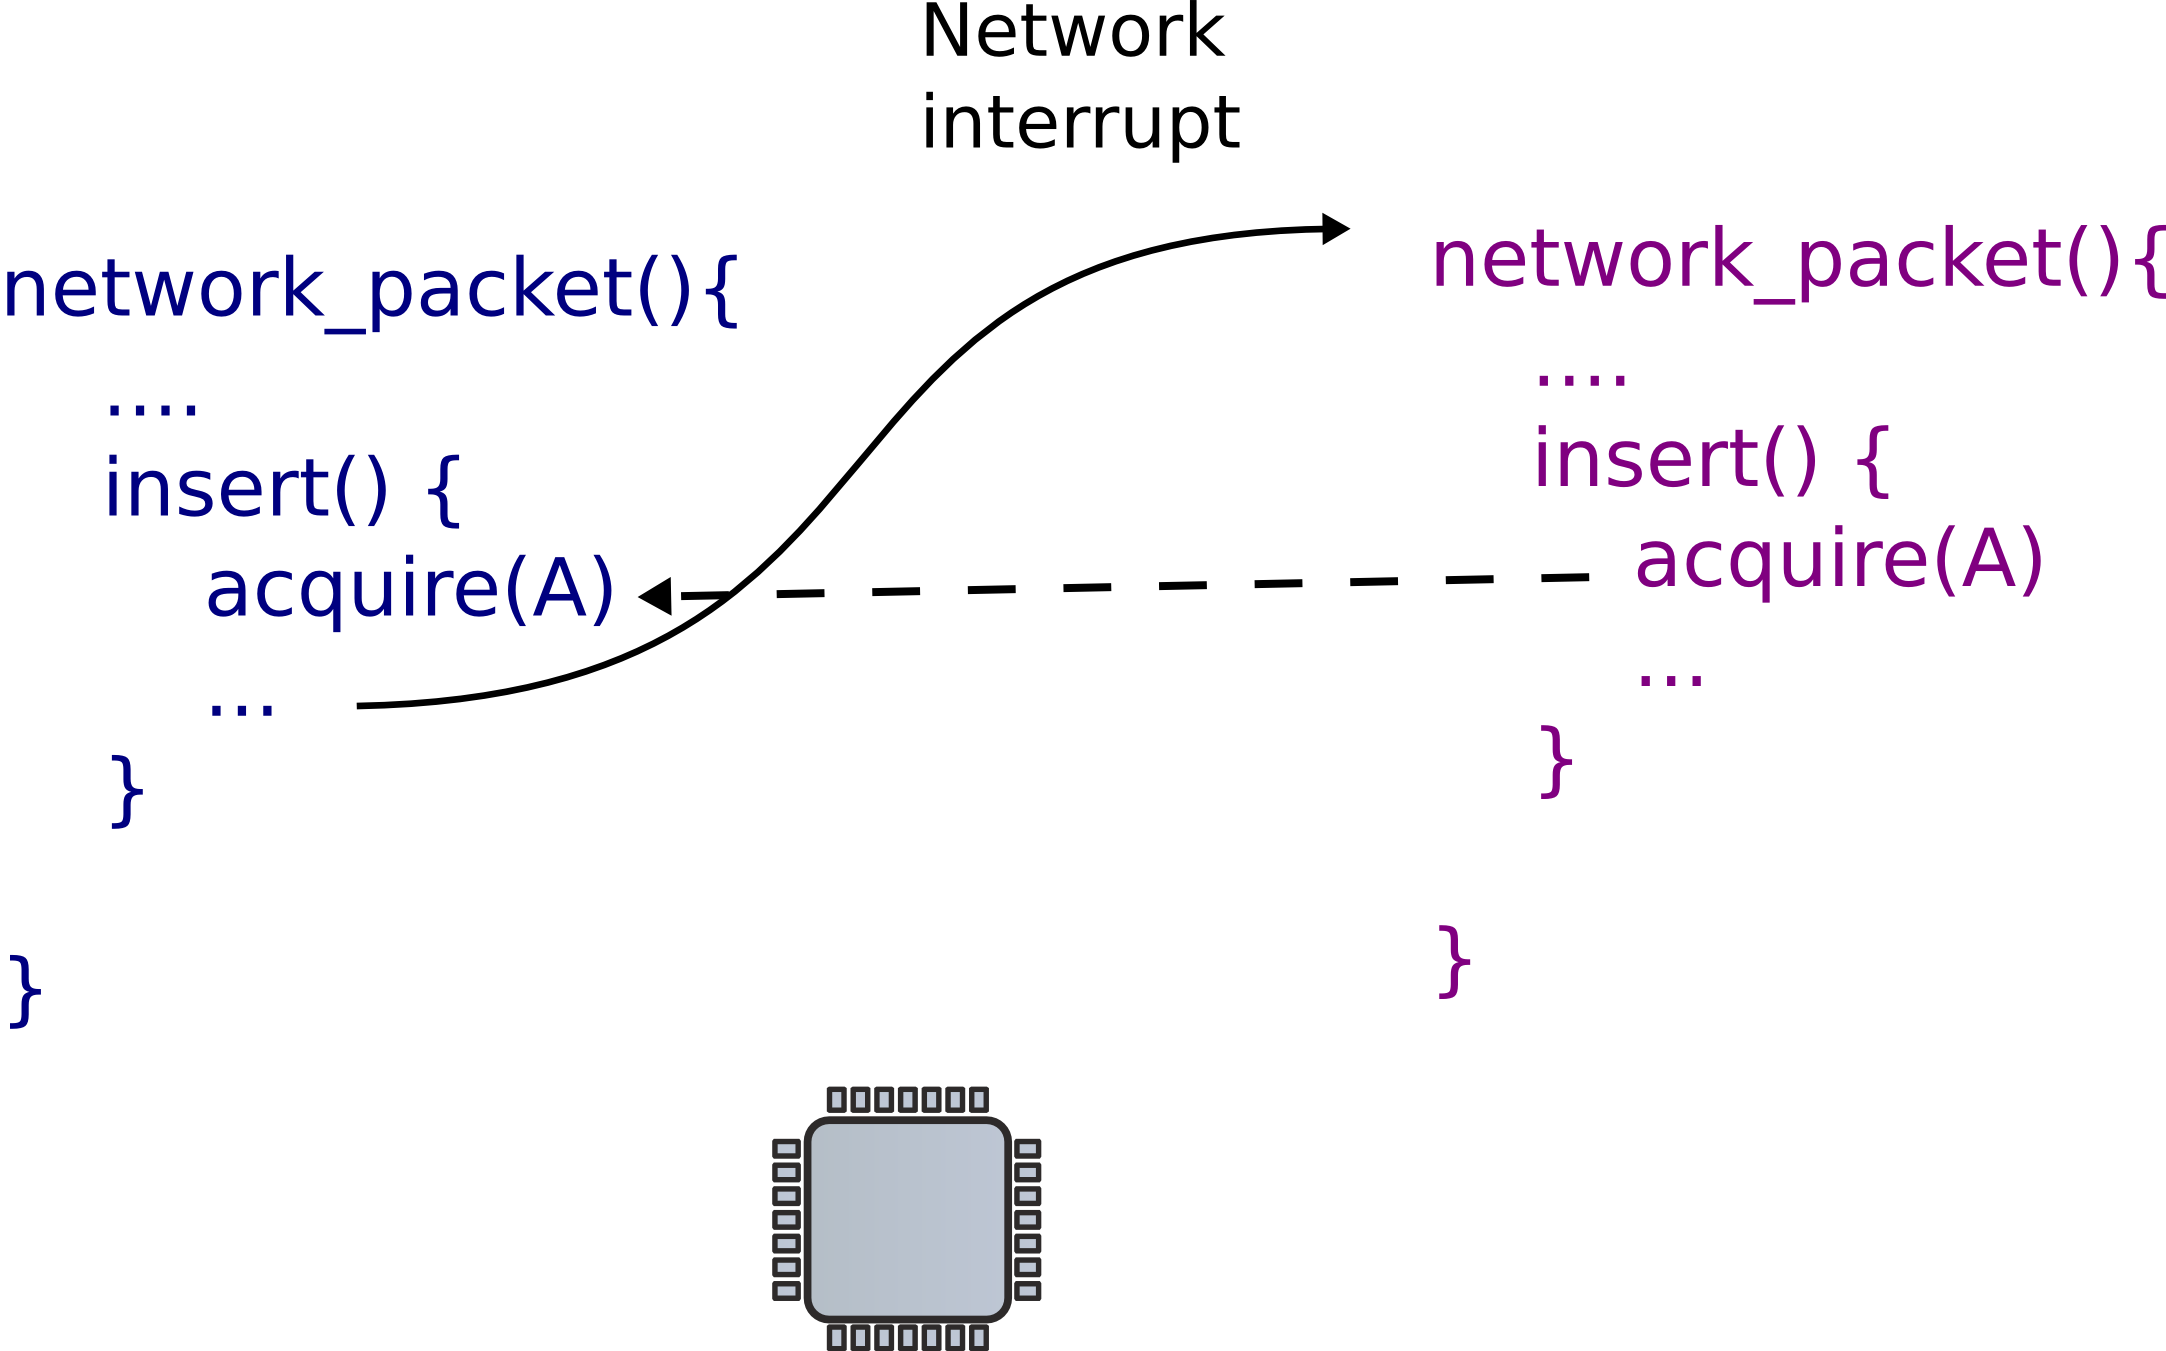 Network
interrupt
network_packet(){
....
insert() {
acquire(A)
...
}
}
network_packet(){
....
insert() {
acquire(A)
...
}
}